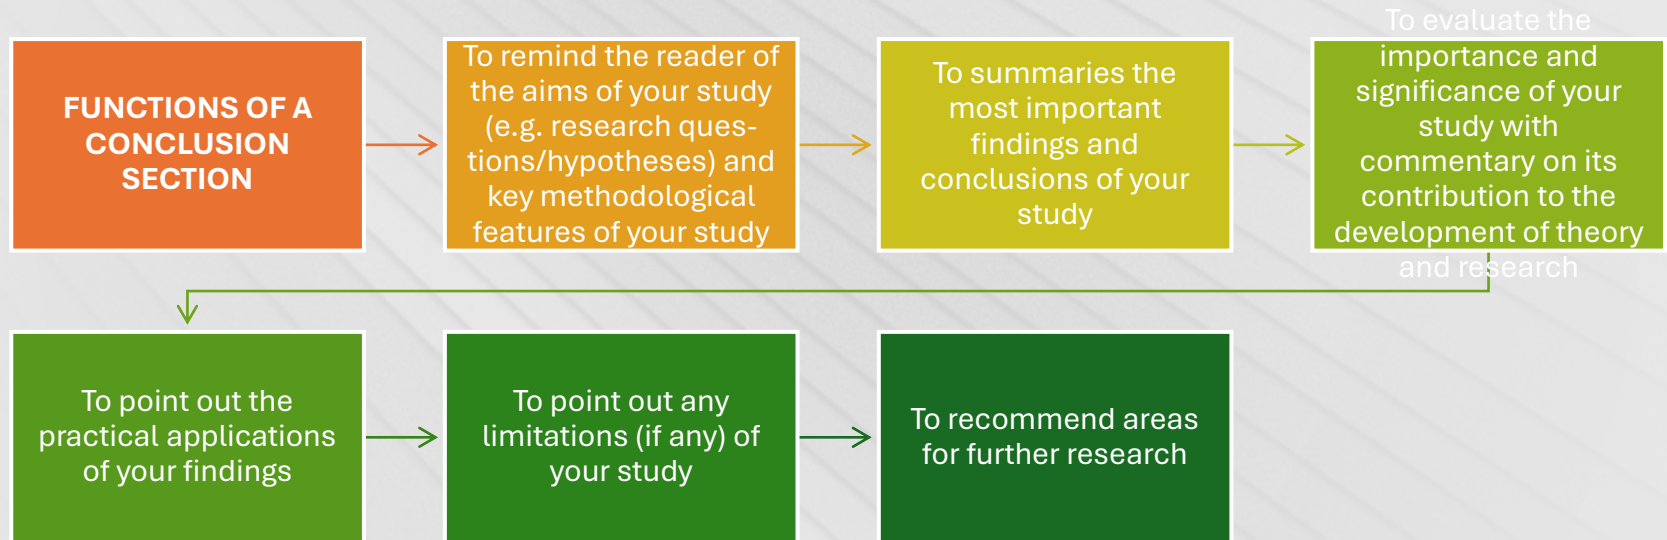 FUNCTIONS OF A
CONCLUSION
SECTION
To remind the reader of
the aims of your study
(e.g. research ques-
tions/hypotheses) and
key methodological
features of your study
To summaries the
most important
findings and
conclusions of your
study
To evaluate the
importance and
significance of your
study with
commentary on its
contribution to the
development of theory
and research
To point out the
practical applications
of your findings
To point out any
limitations (if any) of
your study
To recommend areas
for further research